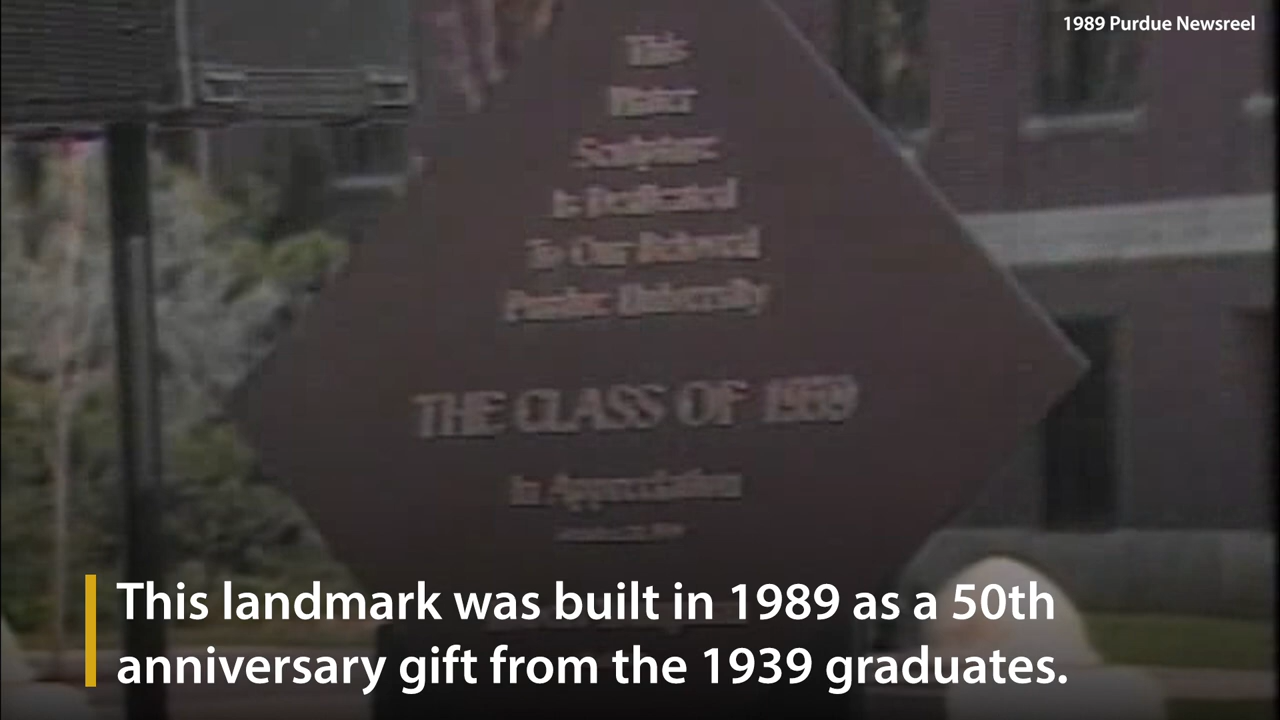 1989 Purdue Newsreel
This
Water
Sculpture
Is Dedicated
To Our Beloved
Purdue University
THE CLASS OF 1939
In Appreciation
This landmark was built in 1989 as a 50th
anniversary gift from the 1939 graduates.